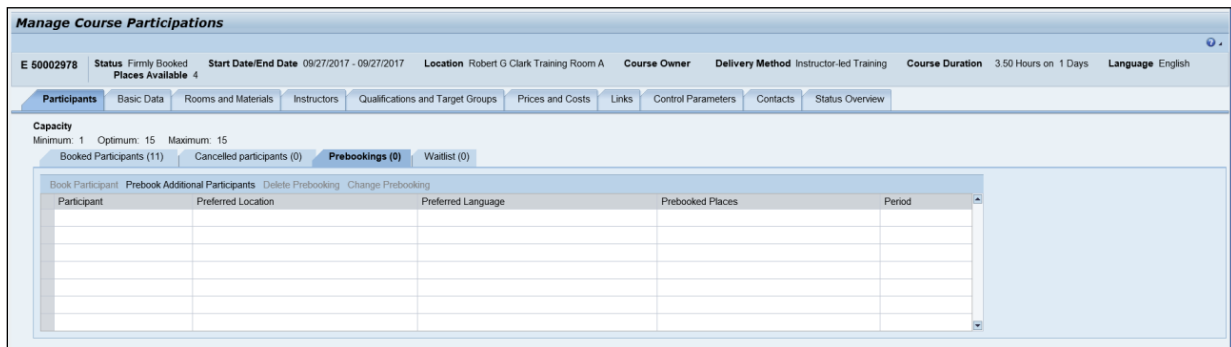 Manage Course Participations
E 50002978 Status Firmly Booked Start Date/End Date 09/27/2017 - 09/27/2017 Location Robert G Clark Training Room A Course Owner Delivery Method Instructor-led Training Course Duration 3.50 Hours on 1 Days Language English
Places Available 4
Participants Basic Data Rooms and Materials Instructors Qualifications and Target Groups Prices and Costs Links Control Parameters Contacts Status Overview
Capacity
Minimum: 1 Optimum: 15 Maximum: 15
Booked Participants (11) Cancelled participants (0) Prebookings (0) Waitlist (0)
Book Participant Prebook Additional Participants Delete Prebooking Change Prebooking
Participant Preferred Location Preferred Language Prebooked Places Period